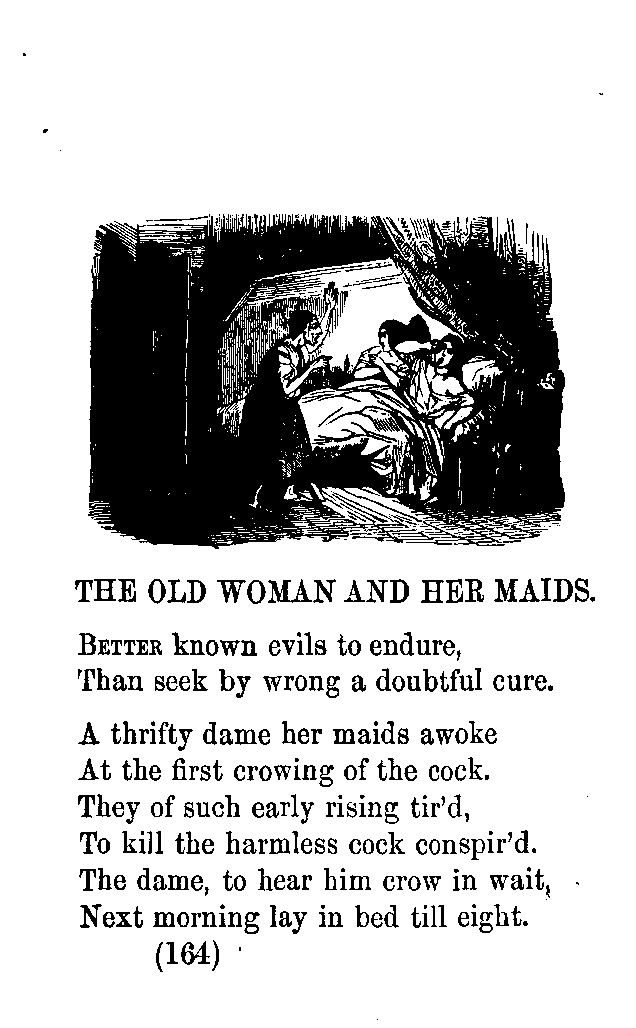 THE OLD WOMAN AND HER MAIDS.
BETTER known evils to endure,
Than seek by wrong a doubtful cure.
A thrifty dame her maids awoke
At the first crowing of the cock.
They of such early rising tir'd,
To kill the harmless cock conspir'd.
The dame, to hear him crow in wait,
Next morning lay in bed till eight.
(164)